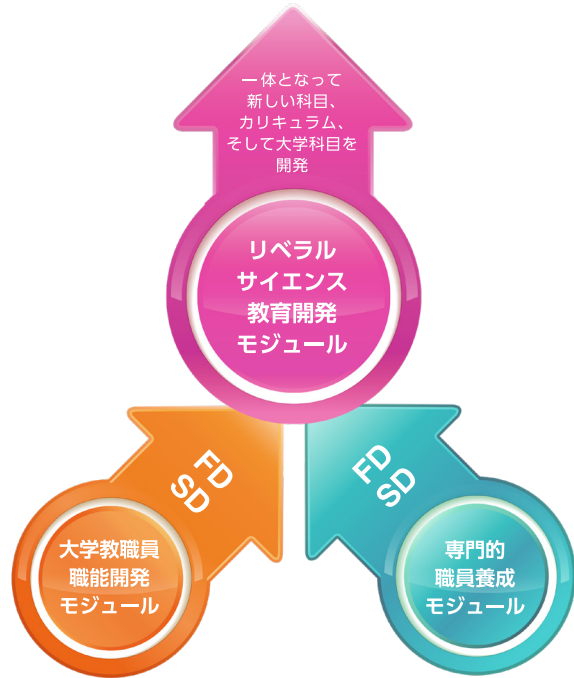 一体となって
新しい科目、
カリキュラム、
そして大学科目を
開発
リベラル
サイエンス
教育開発
モジュール
FD
SD
FD
SD
大学教職員
職能開発
モジュール
専門的
職員養成
モジュール